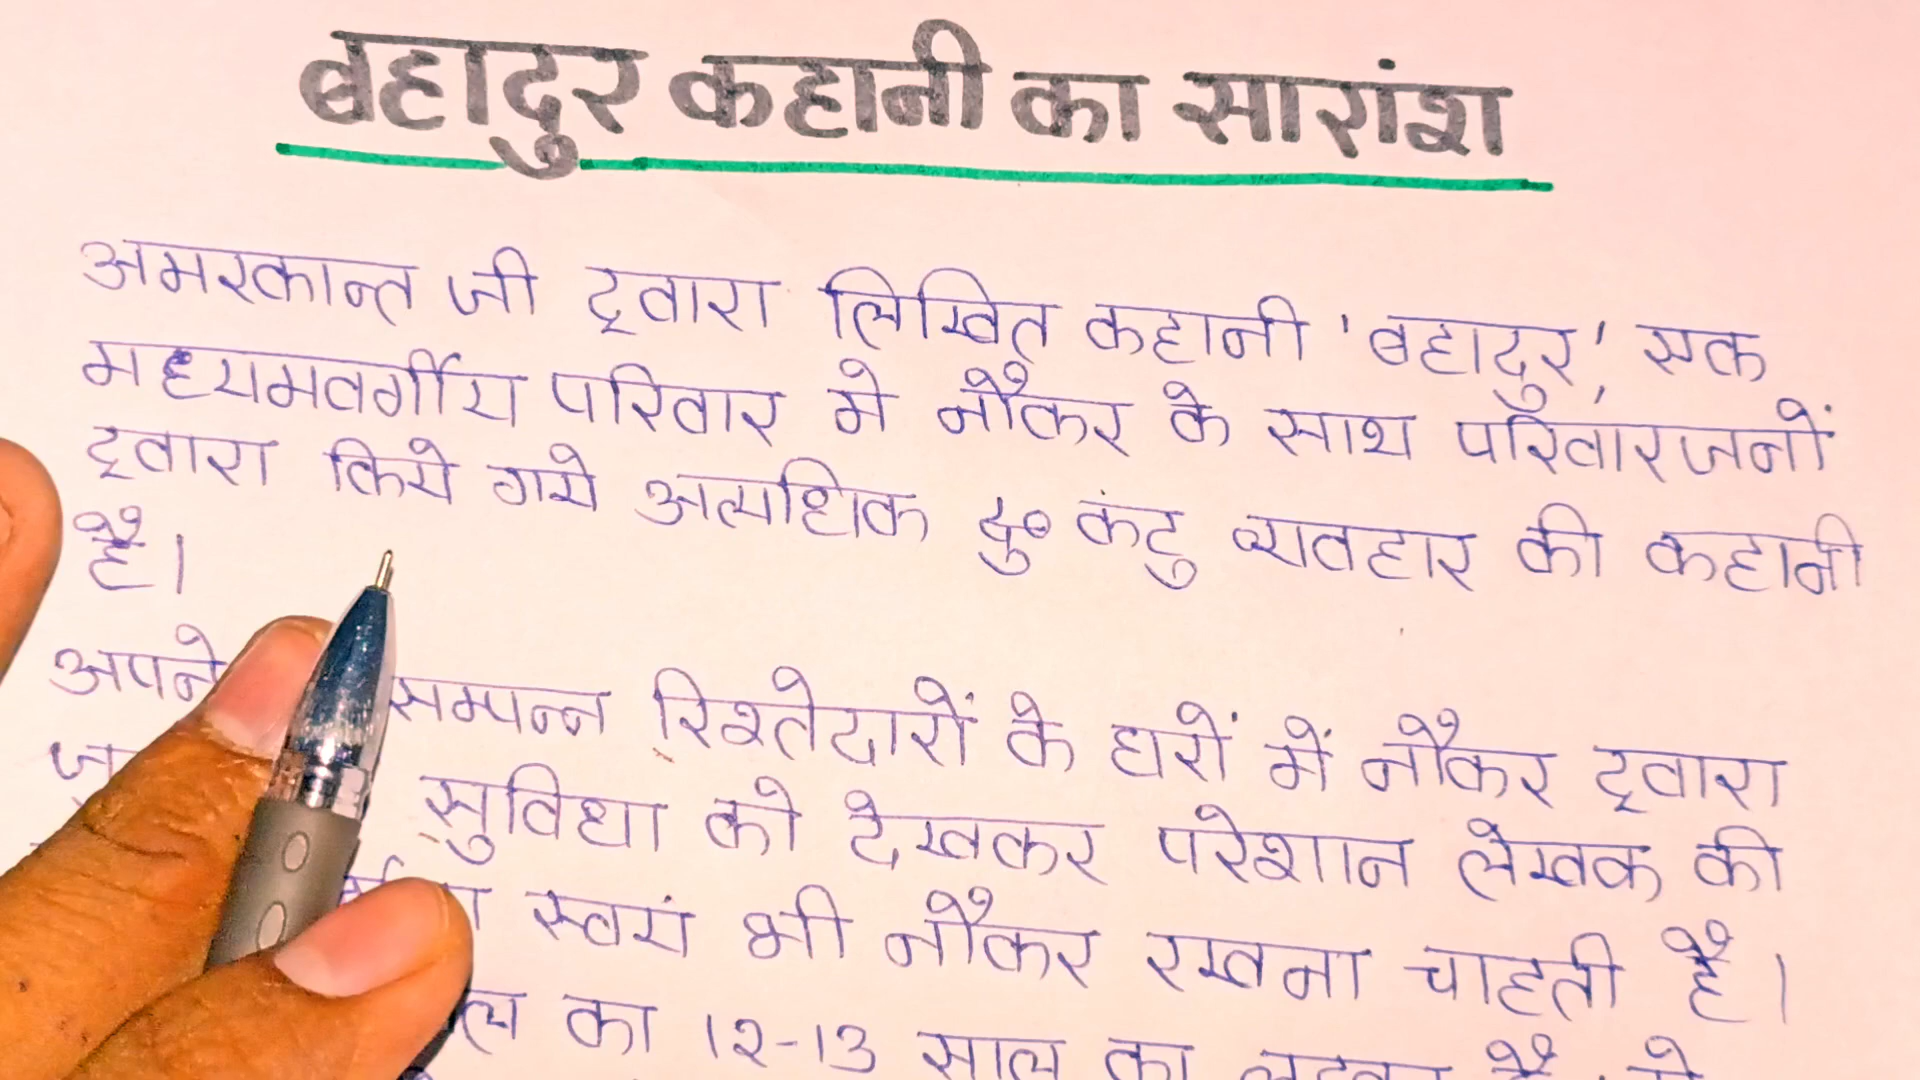 बहादुर कहानी का सारांश
अमरकान्त जी द्वारा लिखित कहानी 'बहादुर', एक
मध्यमवर्गीय परिवार मे नौकर के साथ परिवारजनों
द्वारा किये गये अत्यधिक कंटु व्यवहार की कहानी
है।
अपने सम्पन्न रिश्तेदारों के घरों में नौकर द्वारा
सुविधा को देखकर परेशान लेखक की
स्वयं भी नौकर रखना चाहती है।
का 12-13 साल का है